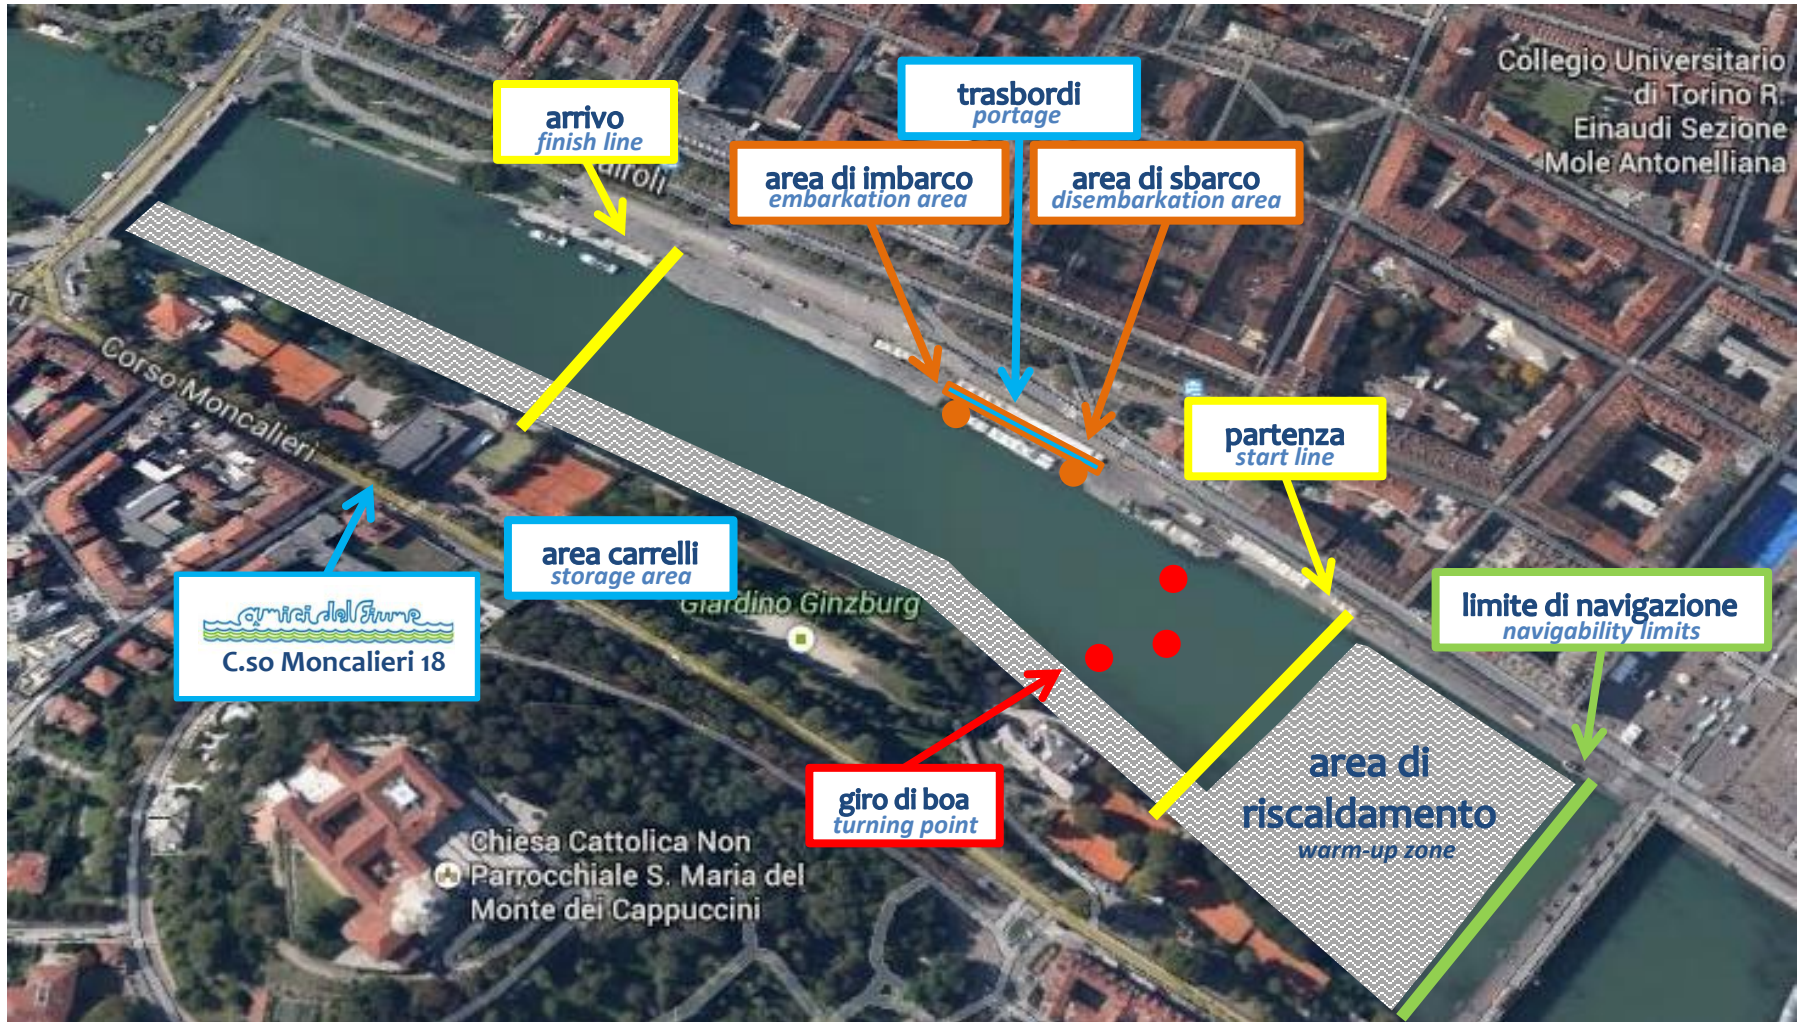 Collegio Universitario
di Torino R.
Einaudi Sezione
Mole Antonelliana
trasbordi
portage
arrivo
finish line
area di imbarco
embarkation area
area di sbarco
disembarkation area
Corso Moncalieri
partenza
start line
area carrelli
storage area
Giardino Ginzburg
limite di navigazione
navigability limits
amici del fiume
C.so Moncalieri 18
area di
riscaldamento
warm-up zone
giro di boa
turning point
Chiesa Cattolica Non
Parrocchiale S. Maria del
Monte dei Cappuccini